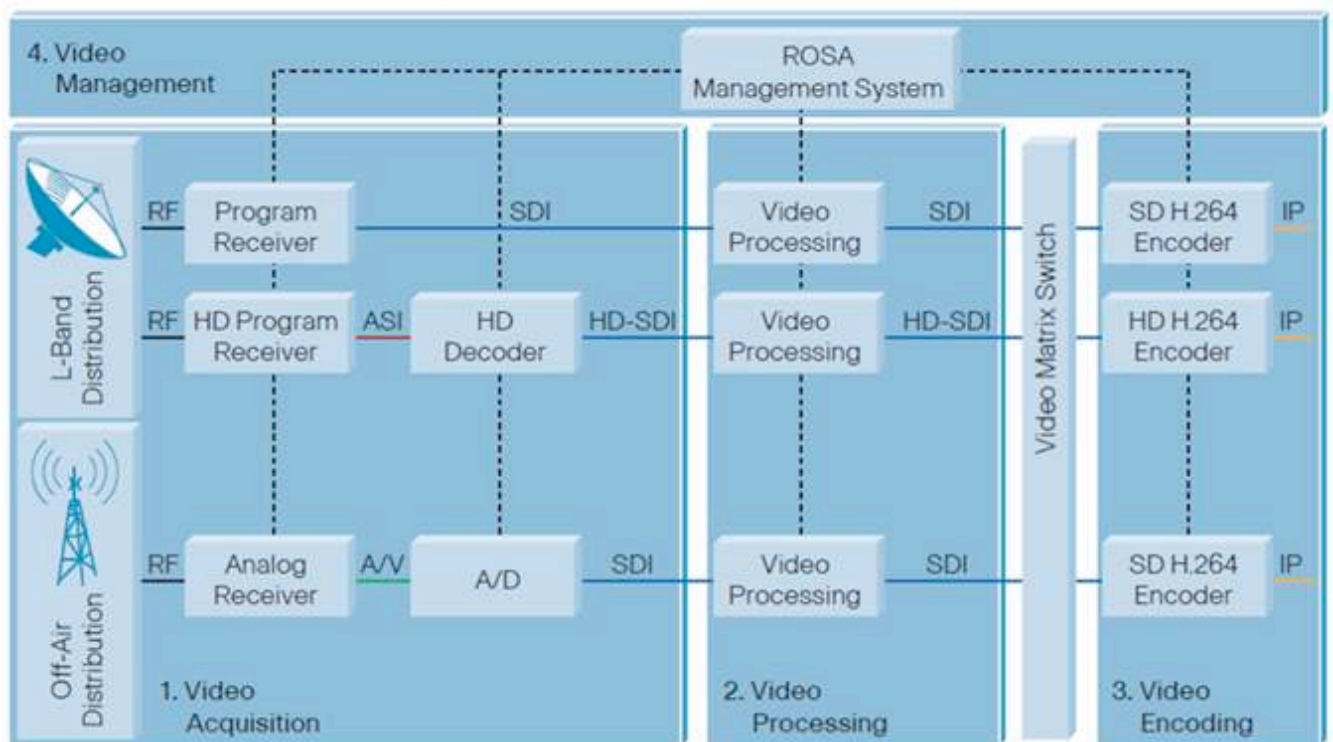 4. Video
Management
ROSA
Management System
L-Band
Distribution
RF
Program
Receiver
SDI
Video
Processing
SDI
SD H.264
Encoder
IP
RF
HD Program
Receiver
ASI
HD
Decoder
HD-SDI
Video
Processing
HD-SDI
Video Matrix Switch
HD H.264
Encoder
IP
Off-Air
Distribution
RF
Analog
Receiver
A/V
A/D
SDI
Video
Processing
SDI
SD H.264
Encoder
IP
1. Video
Acquisition
2. Video
Processing
3. Video
Encoding